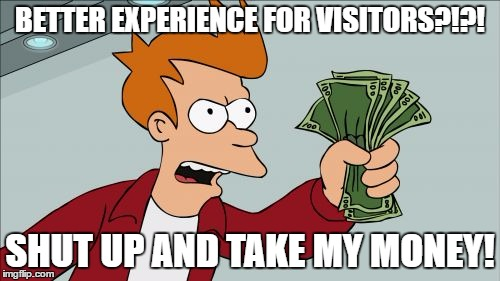 BETTER EXPERIENCE FOR VISITORS?!?!
SHUT UP AND TAKE MY MONEY!
imgflip.com